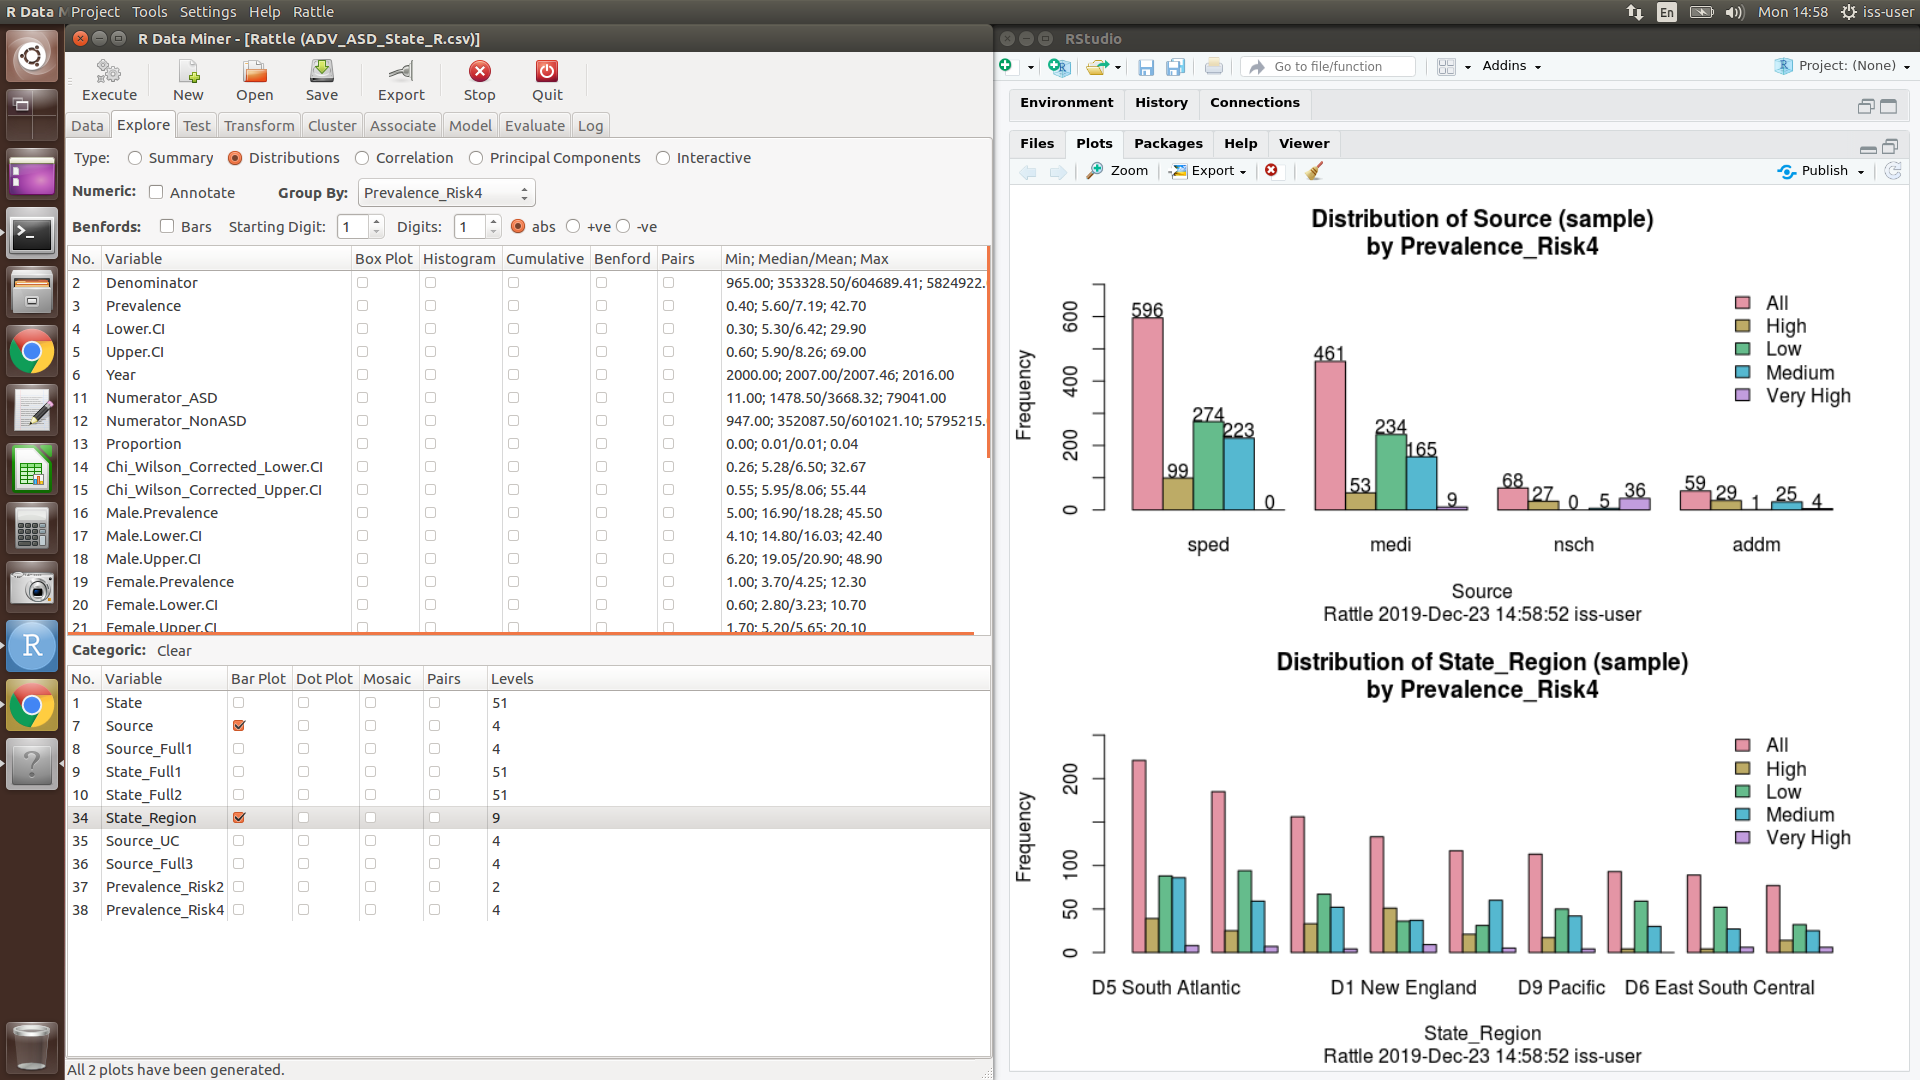 R Data M Project Tools Settings Help Rattle
En Mon 14:58 iss-user
R Data Miner - [Rattle (ADV_ASD_State_R.csv)]
Execute New Open Save Export Stop Quit
Data Explore Test Transform Cluster Associate Model Evaluate Log
Type: Summary Distributions Correlation Principal Components Interactive
Numeric: Annotate Group By: Prevalence_Risk4
Benfords: Bars Starting Digit: 1 Digits: 1 abs +ve -ve
No. Variable Box Plot Histogram Cumulative Benford Pairs Min; Median/Mean; Max
2 Denominator 965.00; 353328.50/604689.41; 5824922.
3 Prevalence 0.40; 5.60/7.19; 42.70
4 Lower.CI 0.30; 5.30/6.42; 29.90
5 Upper.CI 0.60; 5.90/8.26; 69.00
6 Year 2000.00; 2007.00/2007.46; 2016.00
11 Numerator_ASD 11.00; 1478.50/3668.32; 79041.00
12 Numerator_NonASD 947.00; 352087.50/601021.10; 5795215.
13 Proportion 0.00; 0.01/0.01; 0.04
14 Chi_Wilson_Corrected_Lower.CI 0.26; 5.28/6.50; 32.67
15 Chi_Wilson_Corrected_Upper.CI 0.55; 5.95/8.06; 55.44
16 Male.Prevalence 5.00; 16.90/18.28; 45.50
17 Male.Lower.CI 4.10; 14.80/16.03; 42.40
18 Male.Upper.CI 6.20; 19.05/20.90; 48.90
19 Female.Prevalence 1.00; 3.70/4.25; 12.30
20 Female.Lower.CI 0.60; 2.80/3.23; 10.70
21 Female.Upper.CI 1.70; 5.20/5.65; 20.10
Categoric: Clear
No. Variable Bar Plot Dot Plot Mosaic Pairs Levels
1 State 51
7 Source 4
8 Source_Full1 4
9 State_Full1 51
10 State_Full2 51
34 State_Region 9
35 Source_UC 4
36 Source_Full3 4
37 Prevalence_Risk2 2
38 Prevalence_Risk4 4
All 2 plots have been generated.
RStudio
Go to file/function Addins Project: (None)
Environment History Connections
Files Plots Packages Help Viewer
Zoom Export Publish
Distribution of Source (sample)
by Prevalence_Risk4
Frequency
0 200 400 600
596 99 274 223 0
461 53 234 165 9
68 27 0 5 36
59 29 1 25 4
All
High
Low
Medium
Very High
sped medi nsch addm
Source
Rattle 2019-Dec-23 14:58:52 iss-user
Distribution of State_Region (sample)
by Prevalence_Risk4
Frequency
0 50 100 200
All
High
Low
Medium
Very High
D5 South Atlantic D1 New England D9 Pacific D6 East South Central
State_Region
Rattle 2019-Dec-23 14:58:52 iss-user